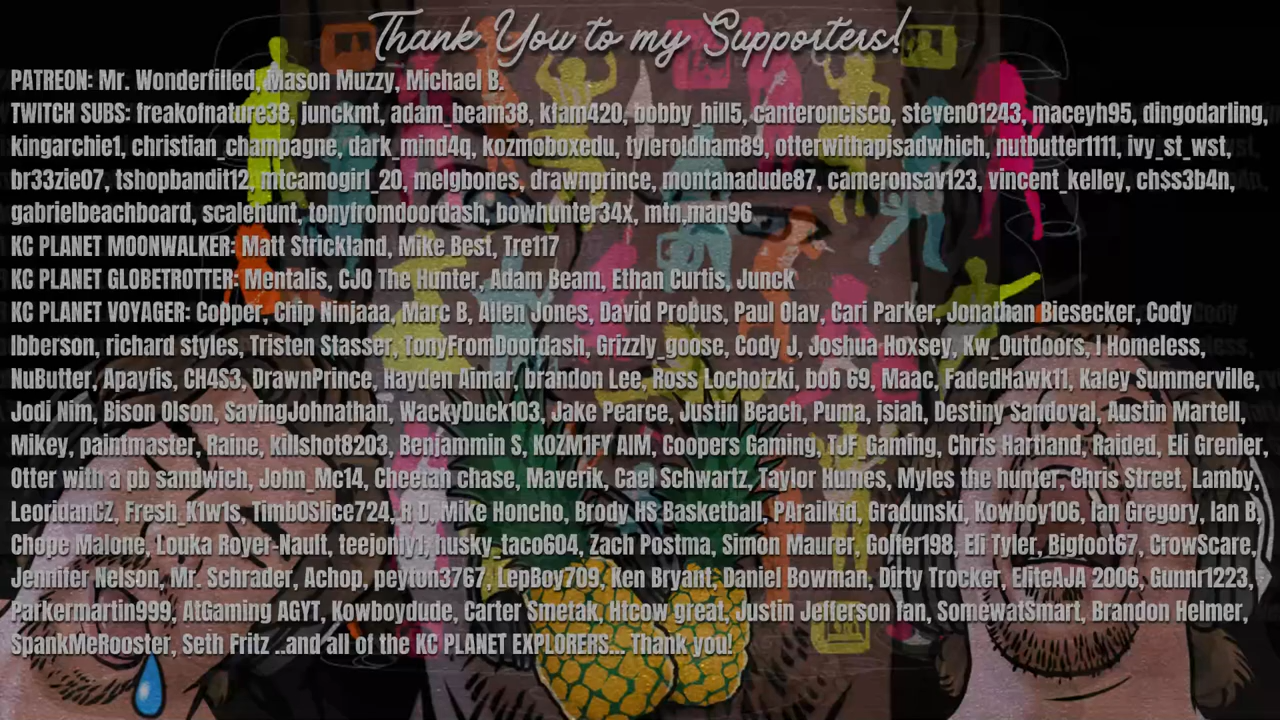 Thank You to my Supporters!
PATREON: Mr. Wonderfilled, Mason Muzzy, Michael B.
TWITCH SUBS: freakofnature38, junckmt, adam_beam38, kfam420, bobby_hill5, canteroncisco, steven01243, maceyh95, dingodarling,
kingarchie1, christian_champagne, dark_mind4q, kozmoboxedu, tyleroldham89, otterwithapjsadwhich, nutbutter1111, ivy_st_wst,
br33zie07, tshopbandit12, mtcamogirl_20, melgbones, drawnprince, montanadude87, cameronsav123, vincent_kelley, ch$s3b4n,
gabrielbeachboard, scalehunt, tonyfromdoordash, bowhunter34x, mtn,man96
KC PLANET MOONWALKER: Matt Strickland, Mike Best, Tre117
KC PLANET GLOBETROTTER: Mentalis, CJO The Hunter, Adam Beam, Ethan Curtis, Junck
KC PLANET VOYAGER: Copper, Chip Ninjaaa, Marc B, Allen Jones, David Probus, Paul Olav, Cari Parker, Jonathan Biesecker, Cody
Ibberson, richard styles, Tristen Stasser, TonyFromDoordash, Grizzly_goose, Cody J, Joshua Hoxsey, Kw_Outdoors, I Homeless,
NuButter, Apayfis, CH4S3, DrawnPrince, Hayden Aimar, brandon Lee, Ross Lochotzki, bob 69, Maac, FadedHawk11, Kaley Summerville,
Jodi Nim, Bison Olson, SavingJohnathan, WackyDuck103, Jake Pearce, Justin Beach, Puma, isiah, Destiny Sandoval, Austin Martell,
Mikey, paintmaster, Raine, killshot8203, Benjammin S, KOZM1FY AIM, Coopers Gaming, TJF Gaming, Chris Hartland, Raided, Eli Grenier,
Otter with a pb sandwich, John_Mc14, Cheetah chase, Maverik, Cael Schwartz, Taylor Humes, Myles the hunter, Chris Street, Lamby,
LeoridanCZ, Fresh_K1w1s, TimbOSlice724, R D, Mike Honcho, Brody HS Basketball, PArailkid, Gradunski, Kowboy106, Ian Gregory, Ian B,
Chope Malone, Louka Royer-Nault, teejonly1, husky_taco604, Zach Postma, Simon Maurer, Goffer198, Eli Tyler, Bigfoot67, CrowScare,
Jennifer Nelson, Mr. Schrader, Achop, peyton3767, LepBoy709, Ken Bryant, Daniel Bowman, Dirty Trocker, EliteAJA 2006, Gunnr1223,
Parkermartin999, AtGaming AGYT, Kowboydude, Carter Smetak, Htcow great, Justin Jefferson fan, SomewatSmart, Brandon Helmer,
SpankMeRooster, Seth Fritz ..and all of the KC PLANET EXPLORERS... Thank you!